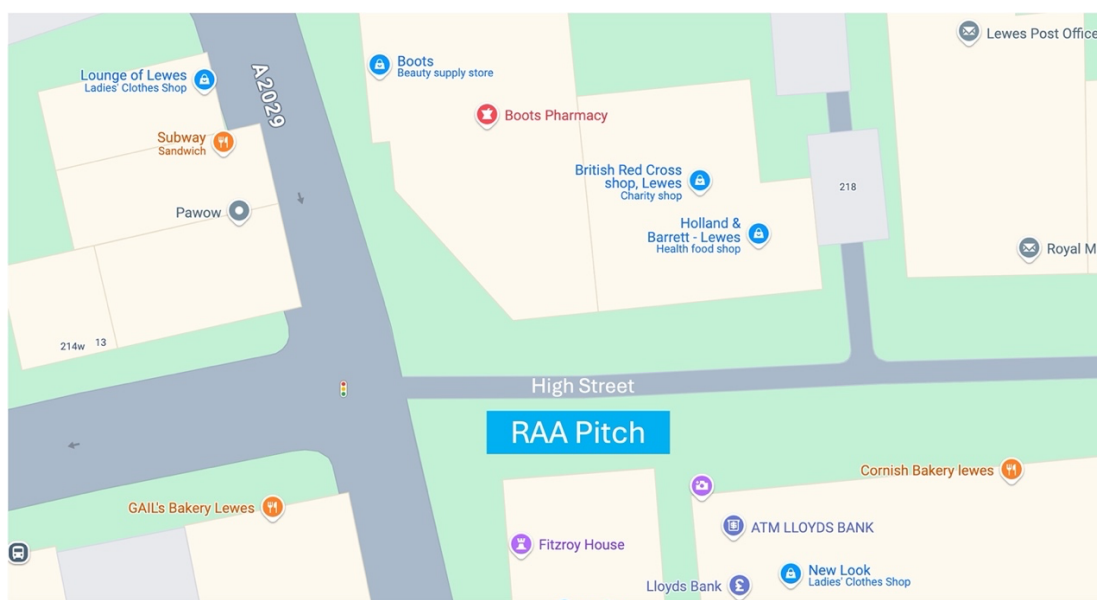 Lewes Post Office
Boots
Beauty supply store
Lounge of Lewes
Ladies' Clothes Shop
A2029
Boots Pharmacy
Subway
Sandwich
British Red Cross
shop, Lewes
Charity shop
218
Pawow
Holland &
Barrett - Lewes
Health food shop
Royal M
214w 13
High Street
RAA Pitch
Cornish Bakery lewes
GAIL's Bakery Lewes
ATM LLOYDS BANK
Fitzroy House
New Look
Ladies' Clothes Shop
Lloyds Bank
£